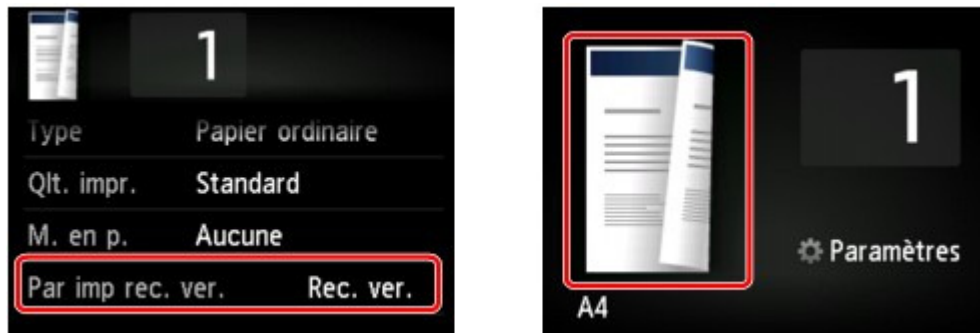 1
Type Papier ordinaire
Qlt. impr. Standard
M. en p. Aucune
Par imp rec. ver. Rec. ver.
1
Paramètres
A4